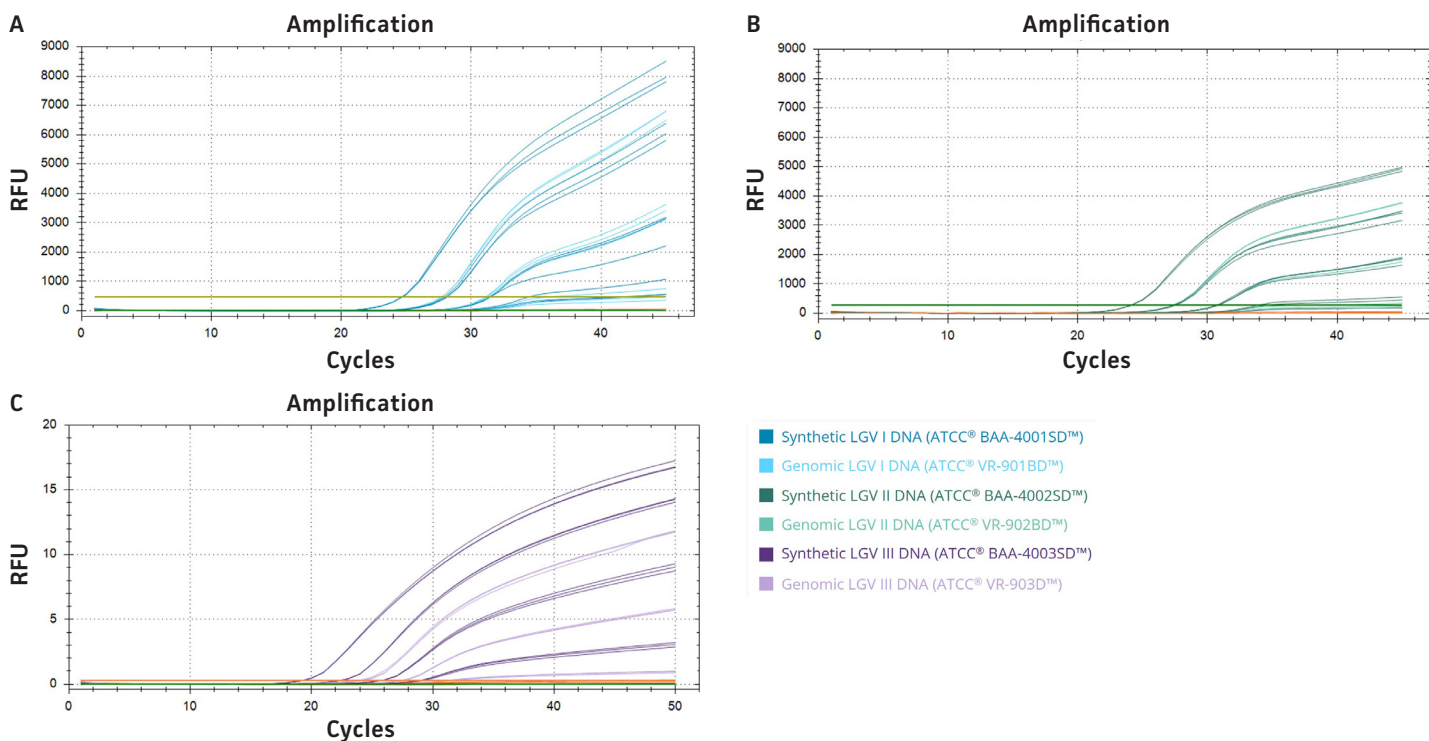 A
Amplification
9000
8000
7000
6000
5000
4000
3000
2000
1000
0
RFU
0 10 20 30 40
Cycles
B
Amplification
9000
8000
7000
6000
5000
4000
3000
2000
1000
0
RFU
0 10 20 30 40
Cycles
C
Amplification
20
15
10
5
0
RFU
0 10 20 30 40 50
Cycles
Synthetic LGV I DNA (ATCC® BAA-4001SD™)
Genomic LGV I DNA (ATCC® VR-901BD™)
Synthetic LGV II DNA (ATCC® BAA-4002SD™)
Genomic LGV II DNA (ATCC® VR-902BD™)
Synthetic LGV III DNA (ATCC® BAA-4003SD™)
Genomic LGV III DNA (ATCC® VR-903D™)